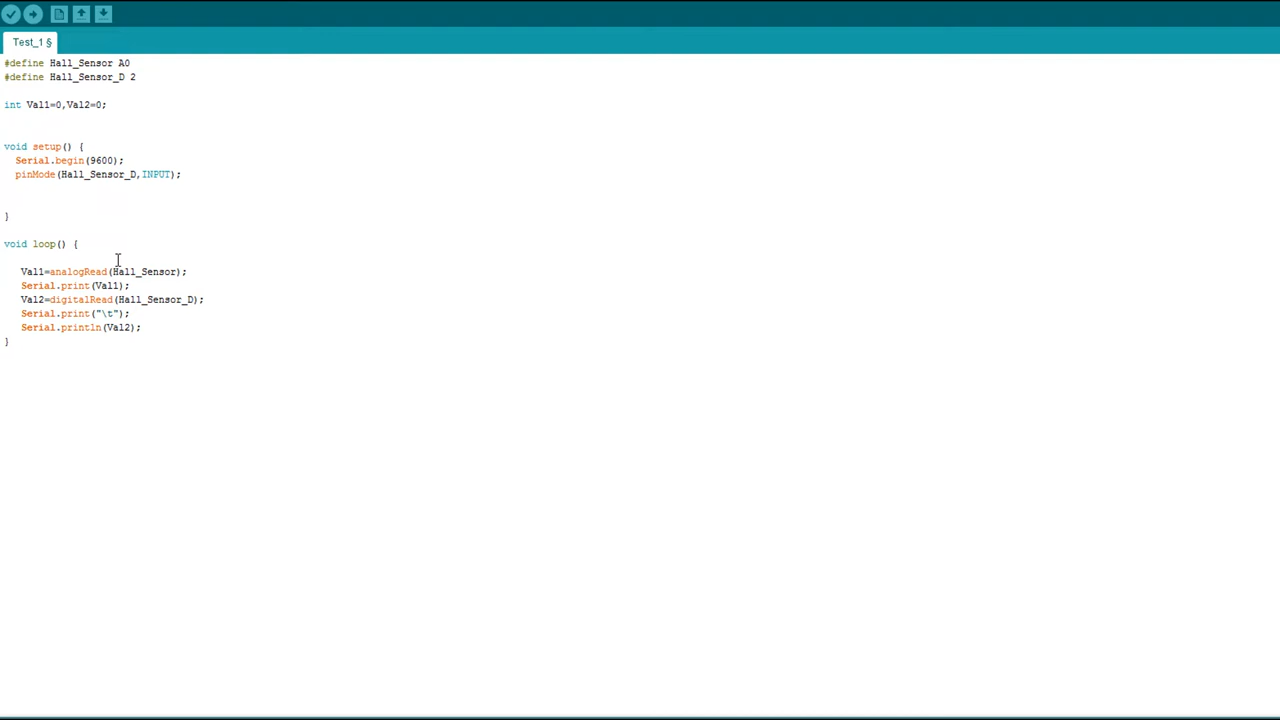 Test_1 §
#define Hall_Sensor A0
#define Hall_Sensor_D 2
int Val1=0,Val2=0;
void setup() {
Serial.begin(9600);
pinMode(Hall_Sensor_D,INPUT);
}
void loop() {
Val1=analogRead(Hall_Sensor);
Serial.print(Val1);
Val2=digitalRead(Hall_Sensor_D);
Serial.print("\t");
Serial.println(Val2);
}